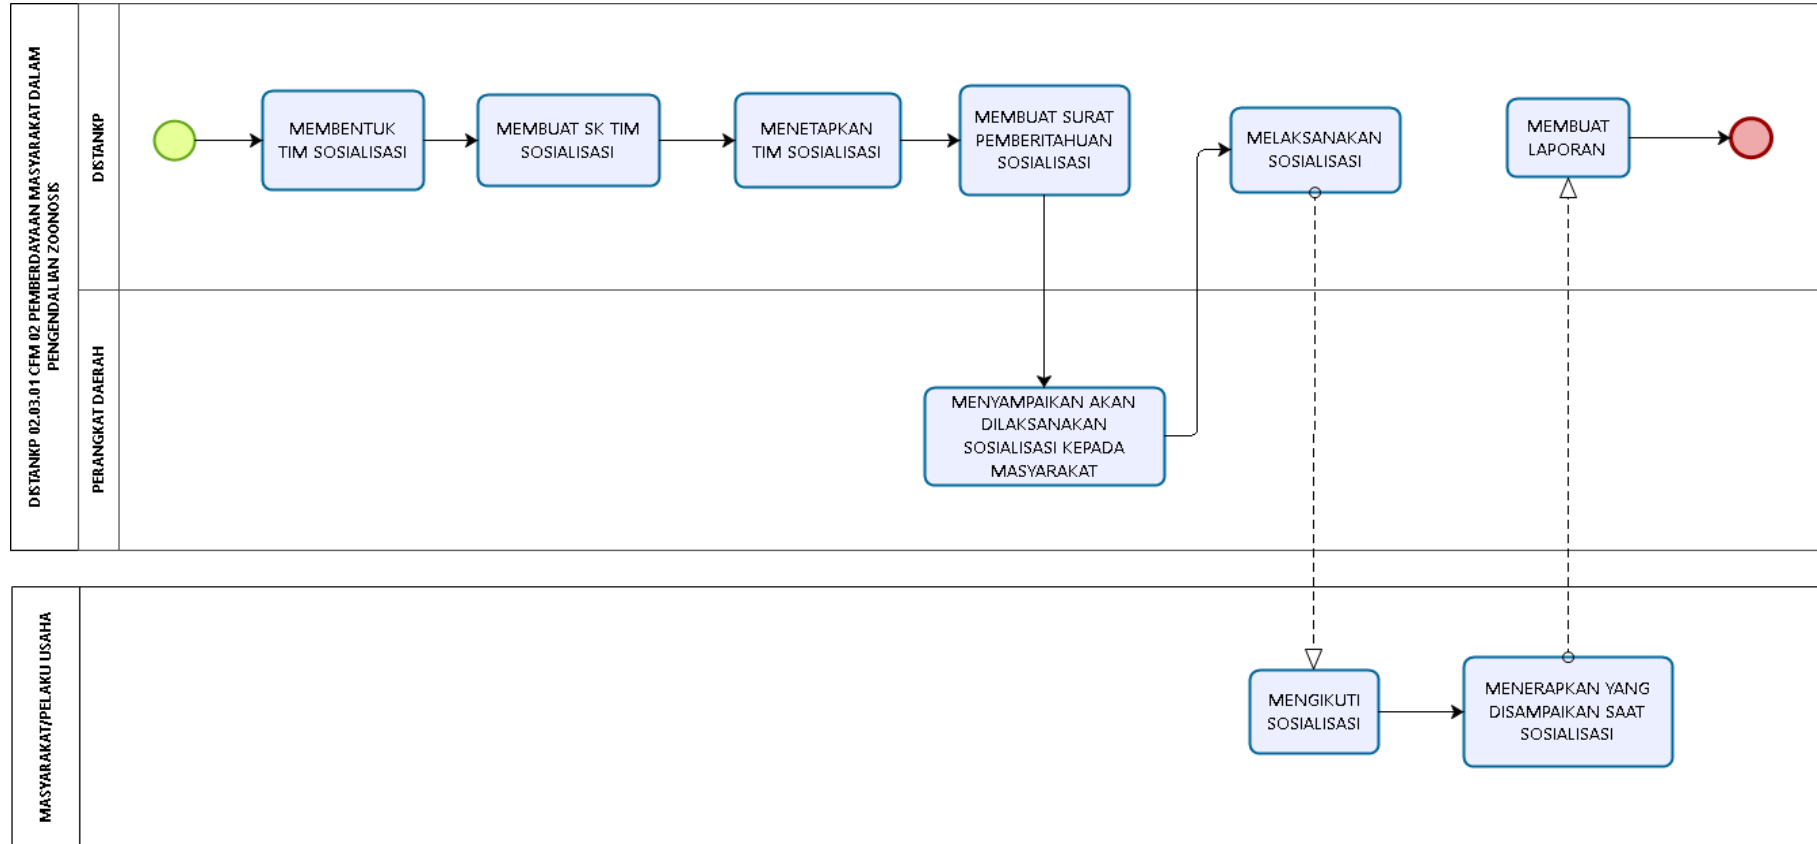 DISTANKP 02.03.01 CFM 02 PEMBERDAYAAN MASYARAKAT DALAM
PENGENDALIAN ZOONOSIS
DISTANKP
MEMBENTUK
TIM SOSIALISASI
MEMBUAT SK TIM
SOSIALISASI
MENETAPKAN
TIM SOSIALISASI
MEMBUAT SURAT
PEMBERITAHUAN
SOSIALISASI
MELAKSANAKAN
SOSIALISASI
MEMBUAT
LAPORAN
PERANGKAT DAERAH
MENYAMPAIKAN AKAN
DILAKSANAKAN
SOSIALISASI KEPADA
MASYARAKAT
MASYARAKAT/PELAKU USAHA
MENGIKUTI
SOSIALISASI
MENERAPKAN YANG
DISAMPAIKAN SAAT
SOSIALISASI